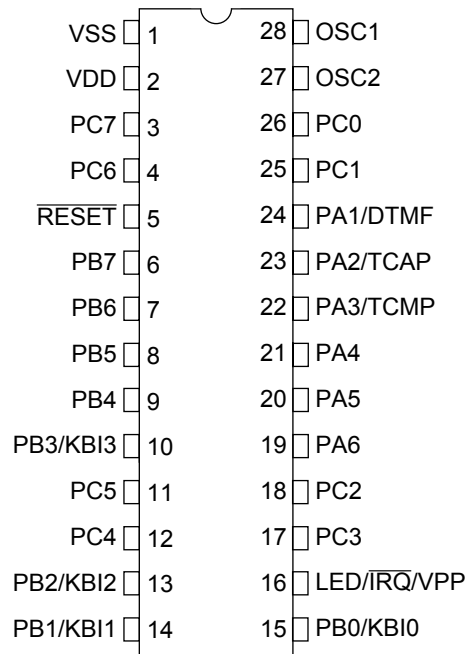 VSS 1 28 OSC1
VDD 2 27 OSC2
PC7 3 26 PC0
PC6 4 25 PC1
RESET 5 24 PA1/DTMF
PB7 6 23 PA2/TCAP
PB6 7 22 PA3/TCMP
PB5 8 21 PA4
PB4 9 20 PA5
PB3/KBI3 10 19 PA6
PC5 11 18 PC2
PC4 12 17 PC3
PB2/KBI2 13 16 LED/IRQ/VPP
PB1/KBI1 14 15 PB0/KBI0